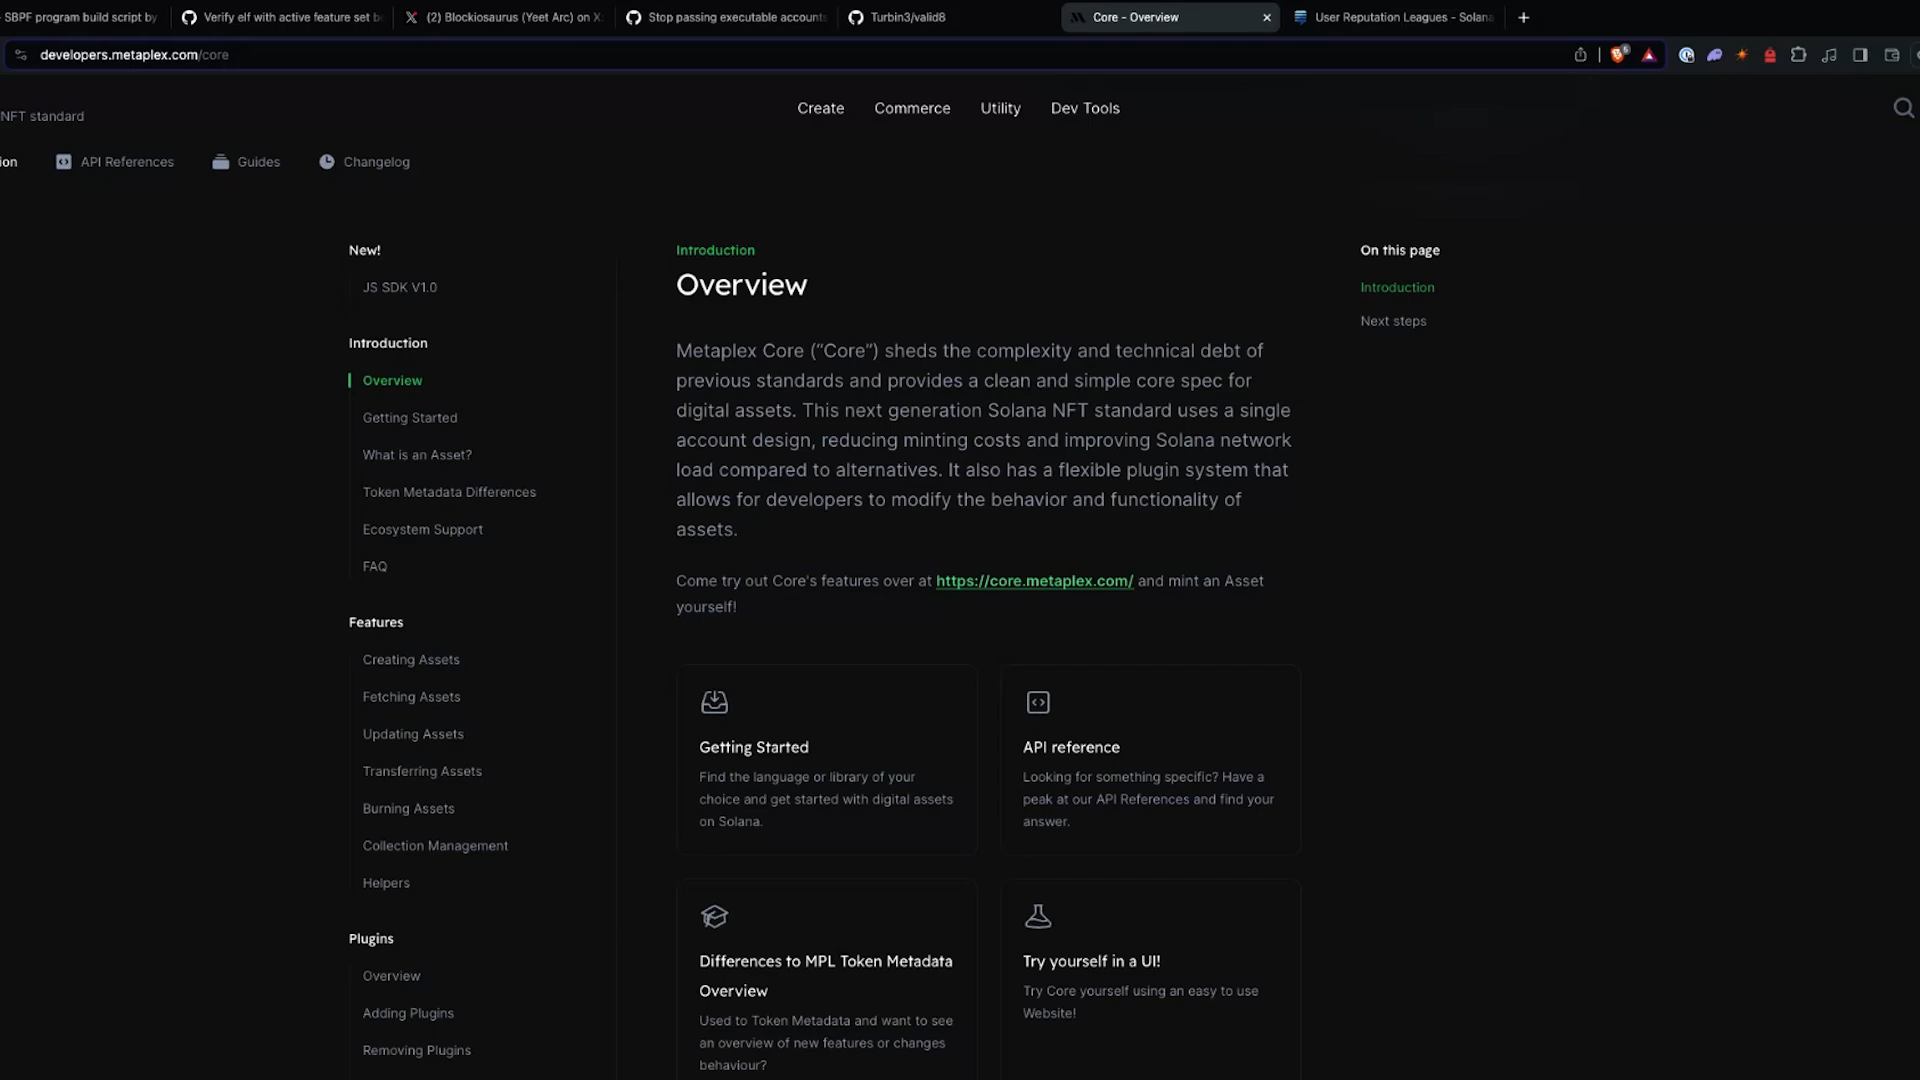 SBPF program build script by
Verify elf with active feature set b
(2) Blockiosaurus (Yeet Arc) on X
Stop passing executable accounts
Turbin3/valid8
Core - Overview
User Reputation Leagues - Solana
developers.metaplex.com/core
NFT standard
Create
Commerce
Utility
Dev Tools
ion
API References
Guides
Changelog
New!
JS SDK V1.0
Introduction
Overview
Getting Started
What is an Asset?
Token Metadata Differences
Ecosystem Support
FAQ
Features
Creating Assets
Fetching Assets
Updating Assets
Transferring Assets
Burning Assets
Collection Management
Helpers
Plugins
Overview
Adding Plugins
Removing Plugins
Introduction
Overview
Metaplex Core (“Core”) sheds the complexity and technical debt of
previous standards and provides a clean and simple core spec for
digital assets. This next generation Solana NFT standard uses a single
account design, reducing minting costs and improving Solana network
load compared to alternatives. It also has a flexible plugin system that
allows for developers to modify the behavior and functionality of
assets.
Come try out Core's features over at https://core.metaplex.com/ and mint an Asset
yourself!
Getting Started
Find the language or library of your
choice and get started with digital assets
on Solana.
API reference
Looking for something specific? Have a
peak at our API References and find your
answer.
Differences to MPL Token Metadata
Overview
Used to Token Metadata and want to see
an overview of new features or changes
behaviour?
Try yourself in a UI!
Try Core yourself using an easy to use
Website!
On this page
Introduction
Next steps